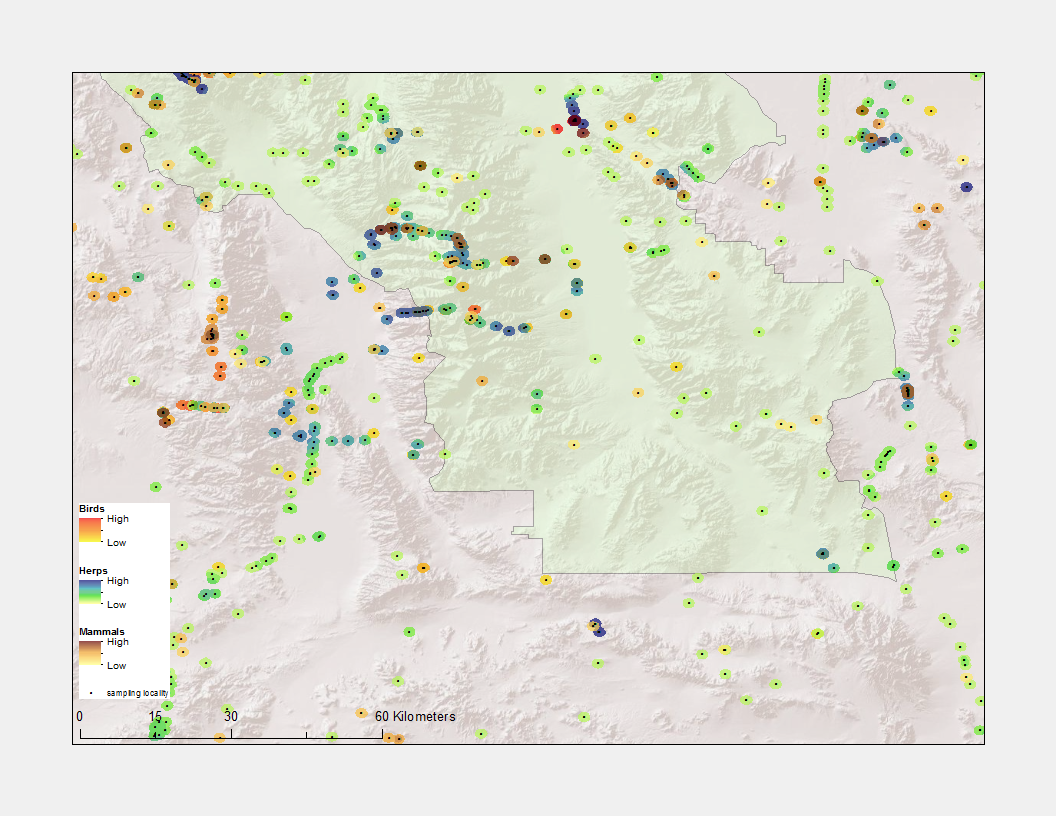 Birds
High
Low
Herps
High
Low
Mammals
High
Low
sampling locality
0 15 30 60 Kilometers